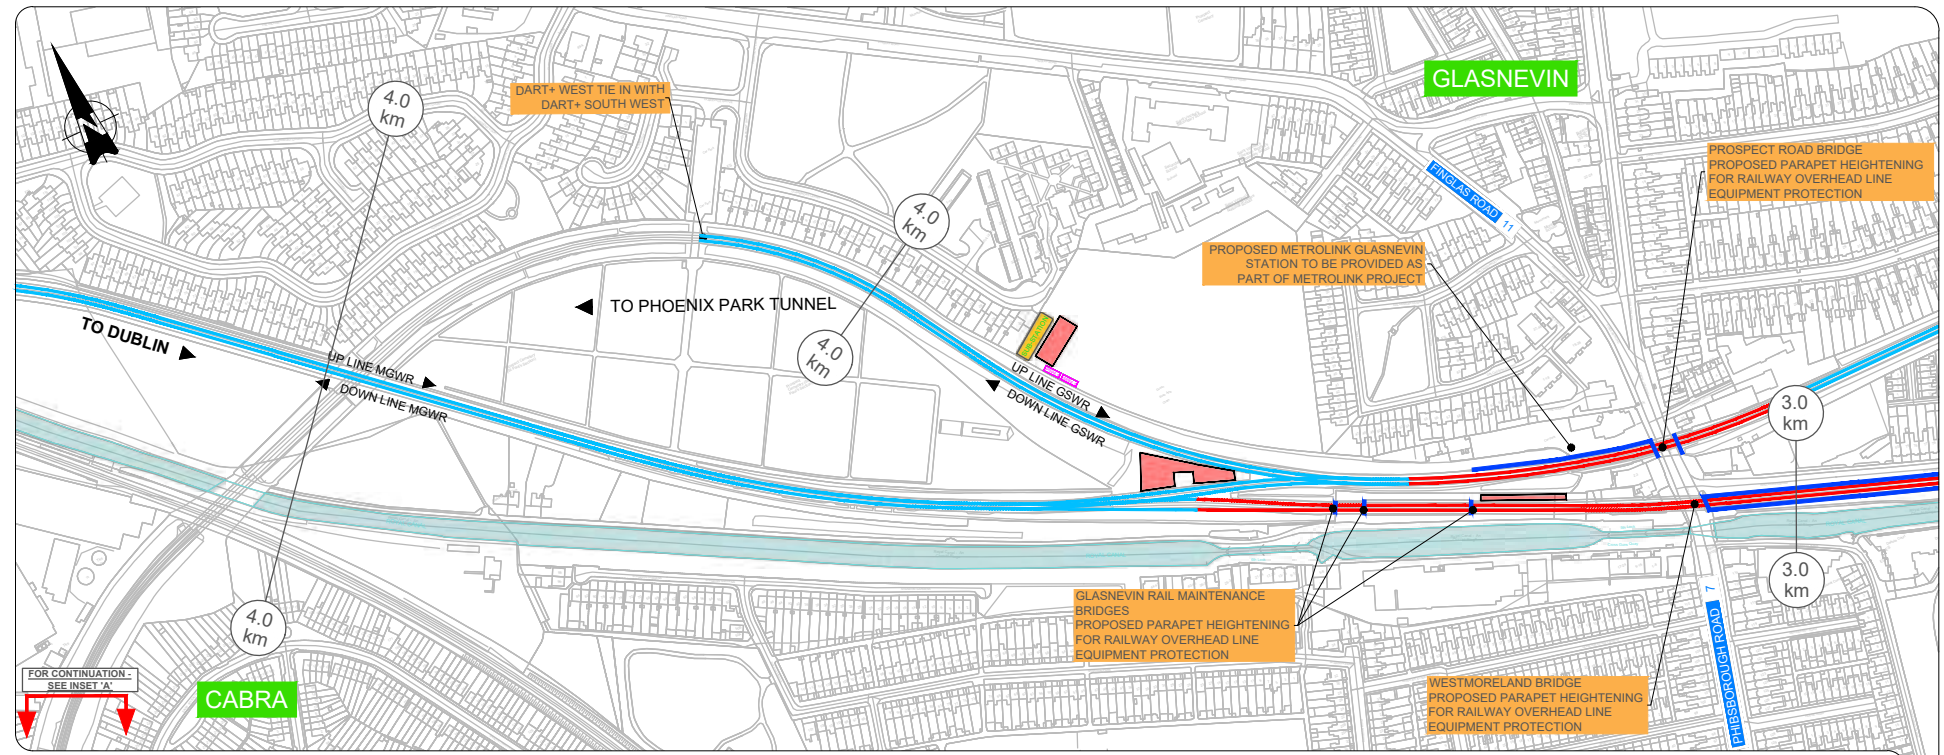 GLASNEVIN
4.0
km
DART+ WEST TIE IN WITH
DART+ SOUTH WEST
PROSPECT ROAD BRIDGE
PROPOSED PARAPET HEIGHTENING
FOR RAILWAY OVERHEAD LINE
EQUIPMENT PROTECTION
FINGLAS ROAD 11
4.0
km
PROPOSED METROLINK GLASNEVIN
STATION TO BE PROVIDED AS
PART OF METROLINK PROJECT
TO PHOENIX PARK TUNNEL
TO DUBLIN
4.0
km
SUB-STATION
UP LINE MGWR
DOWN LINE MGWR
UP LINE GSWR
DOWN LINE GSWR
3.0
km
3.0
km
4.0
km
GLASNEVIN RAIL MAINTENANCE
BRIDGES
PROPOSED PARAPET HEIGHTENING
FOR RAILWAY OVERHEAD LINE
EQUIPMENT PROTECTION
PHIBSBOROUGH ROAD 7
FOR CONTINUATION -
SEE INSET 'A'
CABRA
WESTMORELAND BRIDGE
PROPOSED PARAPET HEIGHTENING
FOR RAILWAY OVERHEAD LINE
EQUIPMENT PROTECTION